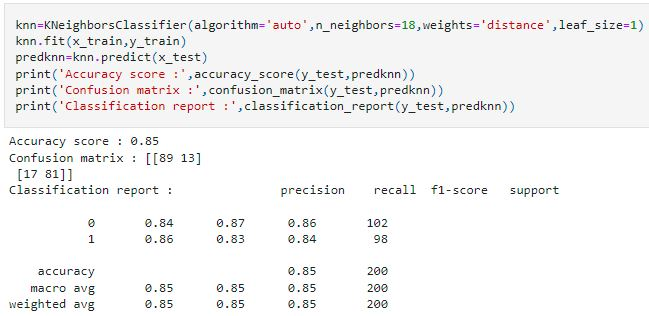 knn=KNeighborsClassifier(algorithm='auto',n_neighbors=18,weights='distance',leaf_size=1)
knn.fit(x_train,y_train)
predknn=knn.predict(x_test)
print('Accuracy score :',accuracy_score(y_test,predknn))
print('Confusion matrix :',confusion_matrix(y_test,predknn))
print('Classification report :',classification_report(y_test,predknn))
Accuracy score : 0.85
Confusion matrix : [[89 13]
 [17 81]]
Classification report :               precision    recall  f1-score   support
           0       0.84      0.87      0.86       102
           1       0.86      0.83      0.84        98
    accuracy                           0.85       200
   macro avg       0.85      0.85      0.85       200
weighted avg       0.85      0.85      0.85       200